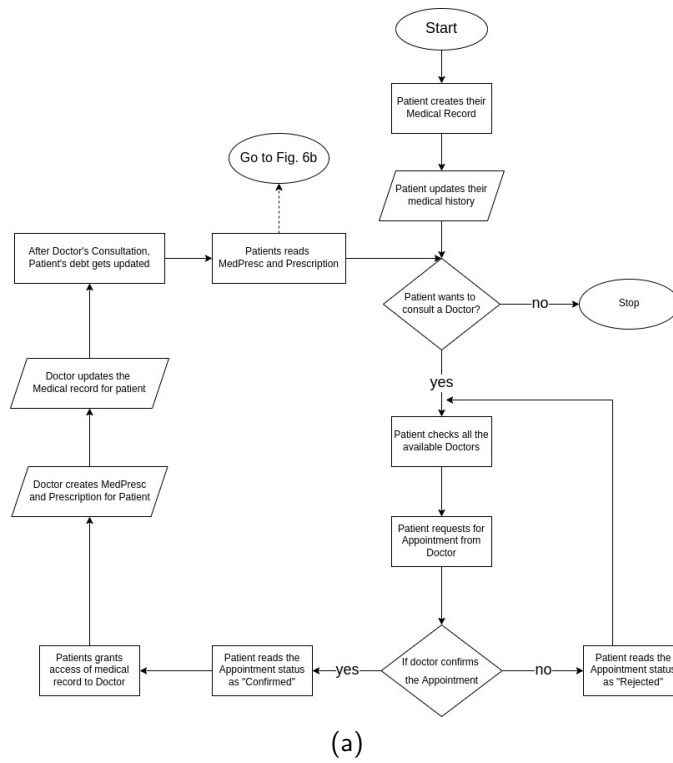 Start
Patient creates their
Medical Record
Go to Fig. 6b
Patient updates their
medical history
After Doctor's Consultation,
Patient's debt gets updated
Patients reads
MedPresc and Prescription
Patient wants to
consult a Doctor?
no
Stop
Doctor updates the
Medical record for patient
yes
Patient checks all the
available Doctors
Doctor creates MedPresc
and Prescription for Patient
Patient requests for
Appointment from
Doctor
Patients grants
access of medical
record to Doctor
Patient reads the
Appointment status
as "Confirmed"
yes
If doctor confirms
the Appointment
no
Patient reads the
Appointment status
as "Rejected"
(a)